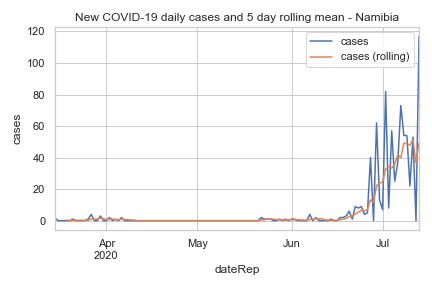 New COVID-19 daily cases and 5 day rolling mean - Namibia
120
100
80
60
40
20
0
cases
cases
cases (rolling)
Apr
2020
May
Jun
Jul
dateRep